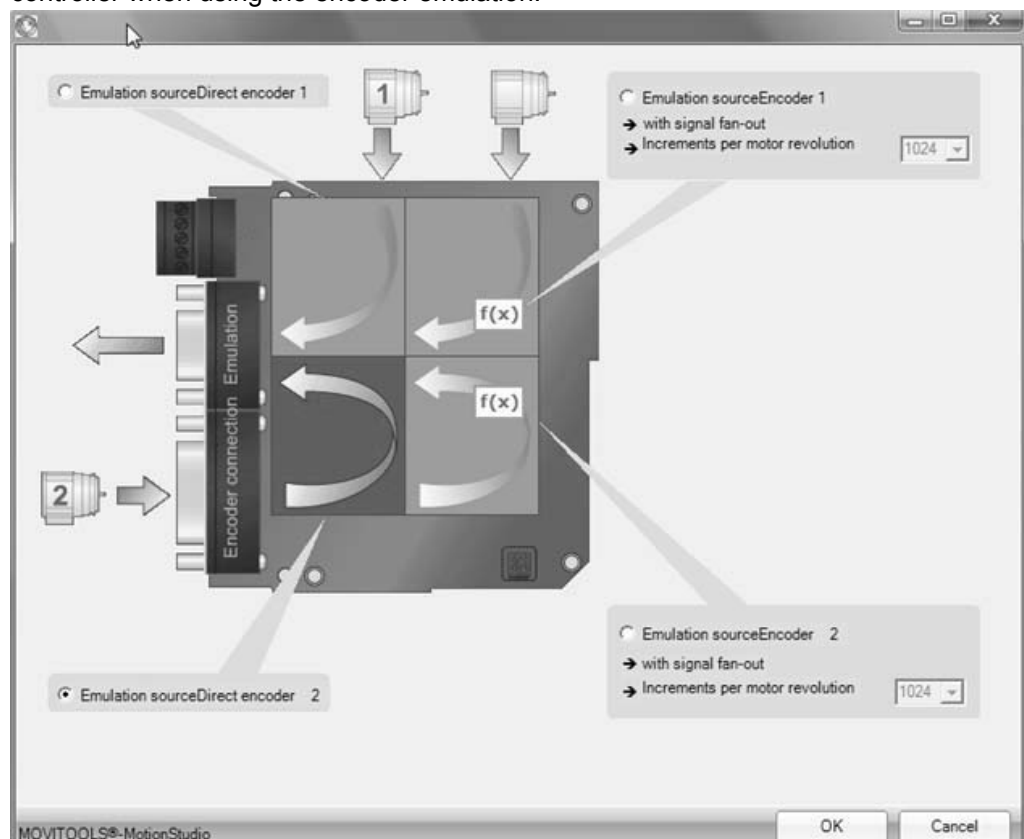 controller when using the encoder emulation.
Emulation sourceDirect encoder 1
1
Emulation sourceEncoder 1
➔ with signal fan-out
➔ Increments per motor revolution 1024
f(x)
Emulation
f(x)
Encoder connection
2
Emulation sourceEncoder 2
➔ with signal fan-out
➔ Increments per motor revolution 1024
Emulation sourceDirect encoder 2
OK Cancel
MOVITOOLS®-MotionStudio